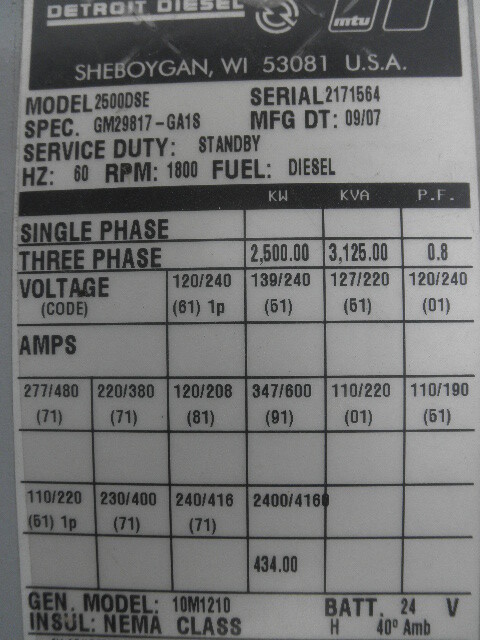 DETROIT DIESEL mtu
SHEBOYGAN, WI 53081 U.S.A.
MODEL 2500DSE SERIAL 2171564
SPEC. GM29817-GA1S MFG DT: 09/07
SERVICE DUTY: STANDBY
HZ: 60 RPM: 1800 FUEL: DIESEL
KW KVA P.F.
SINGLE PHASE
THREE PHASE 2,500.00 3,125.00 0.8
VOLTAGE 120/240 139/240 127/220 120/240
(CODE) (61) 1p (51) (51) (01)
AMPS
277/480 220/380 120/208 347/600 110/220 110/190
(71) (71) (81) (91) (01) (51)
110/220 230/400 240/416 2400/4160
(51) 1p (71) (71)
434.00
GEN. MODEL: 10M1210 BATT. 24 V
INSUL: NEMA CLASS H 40° Amb